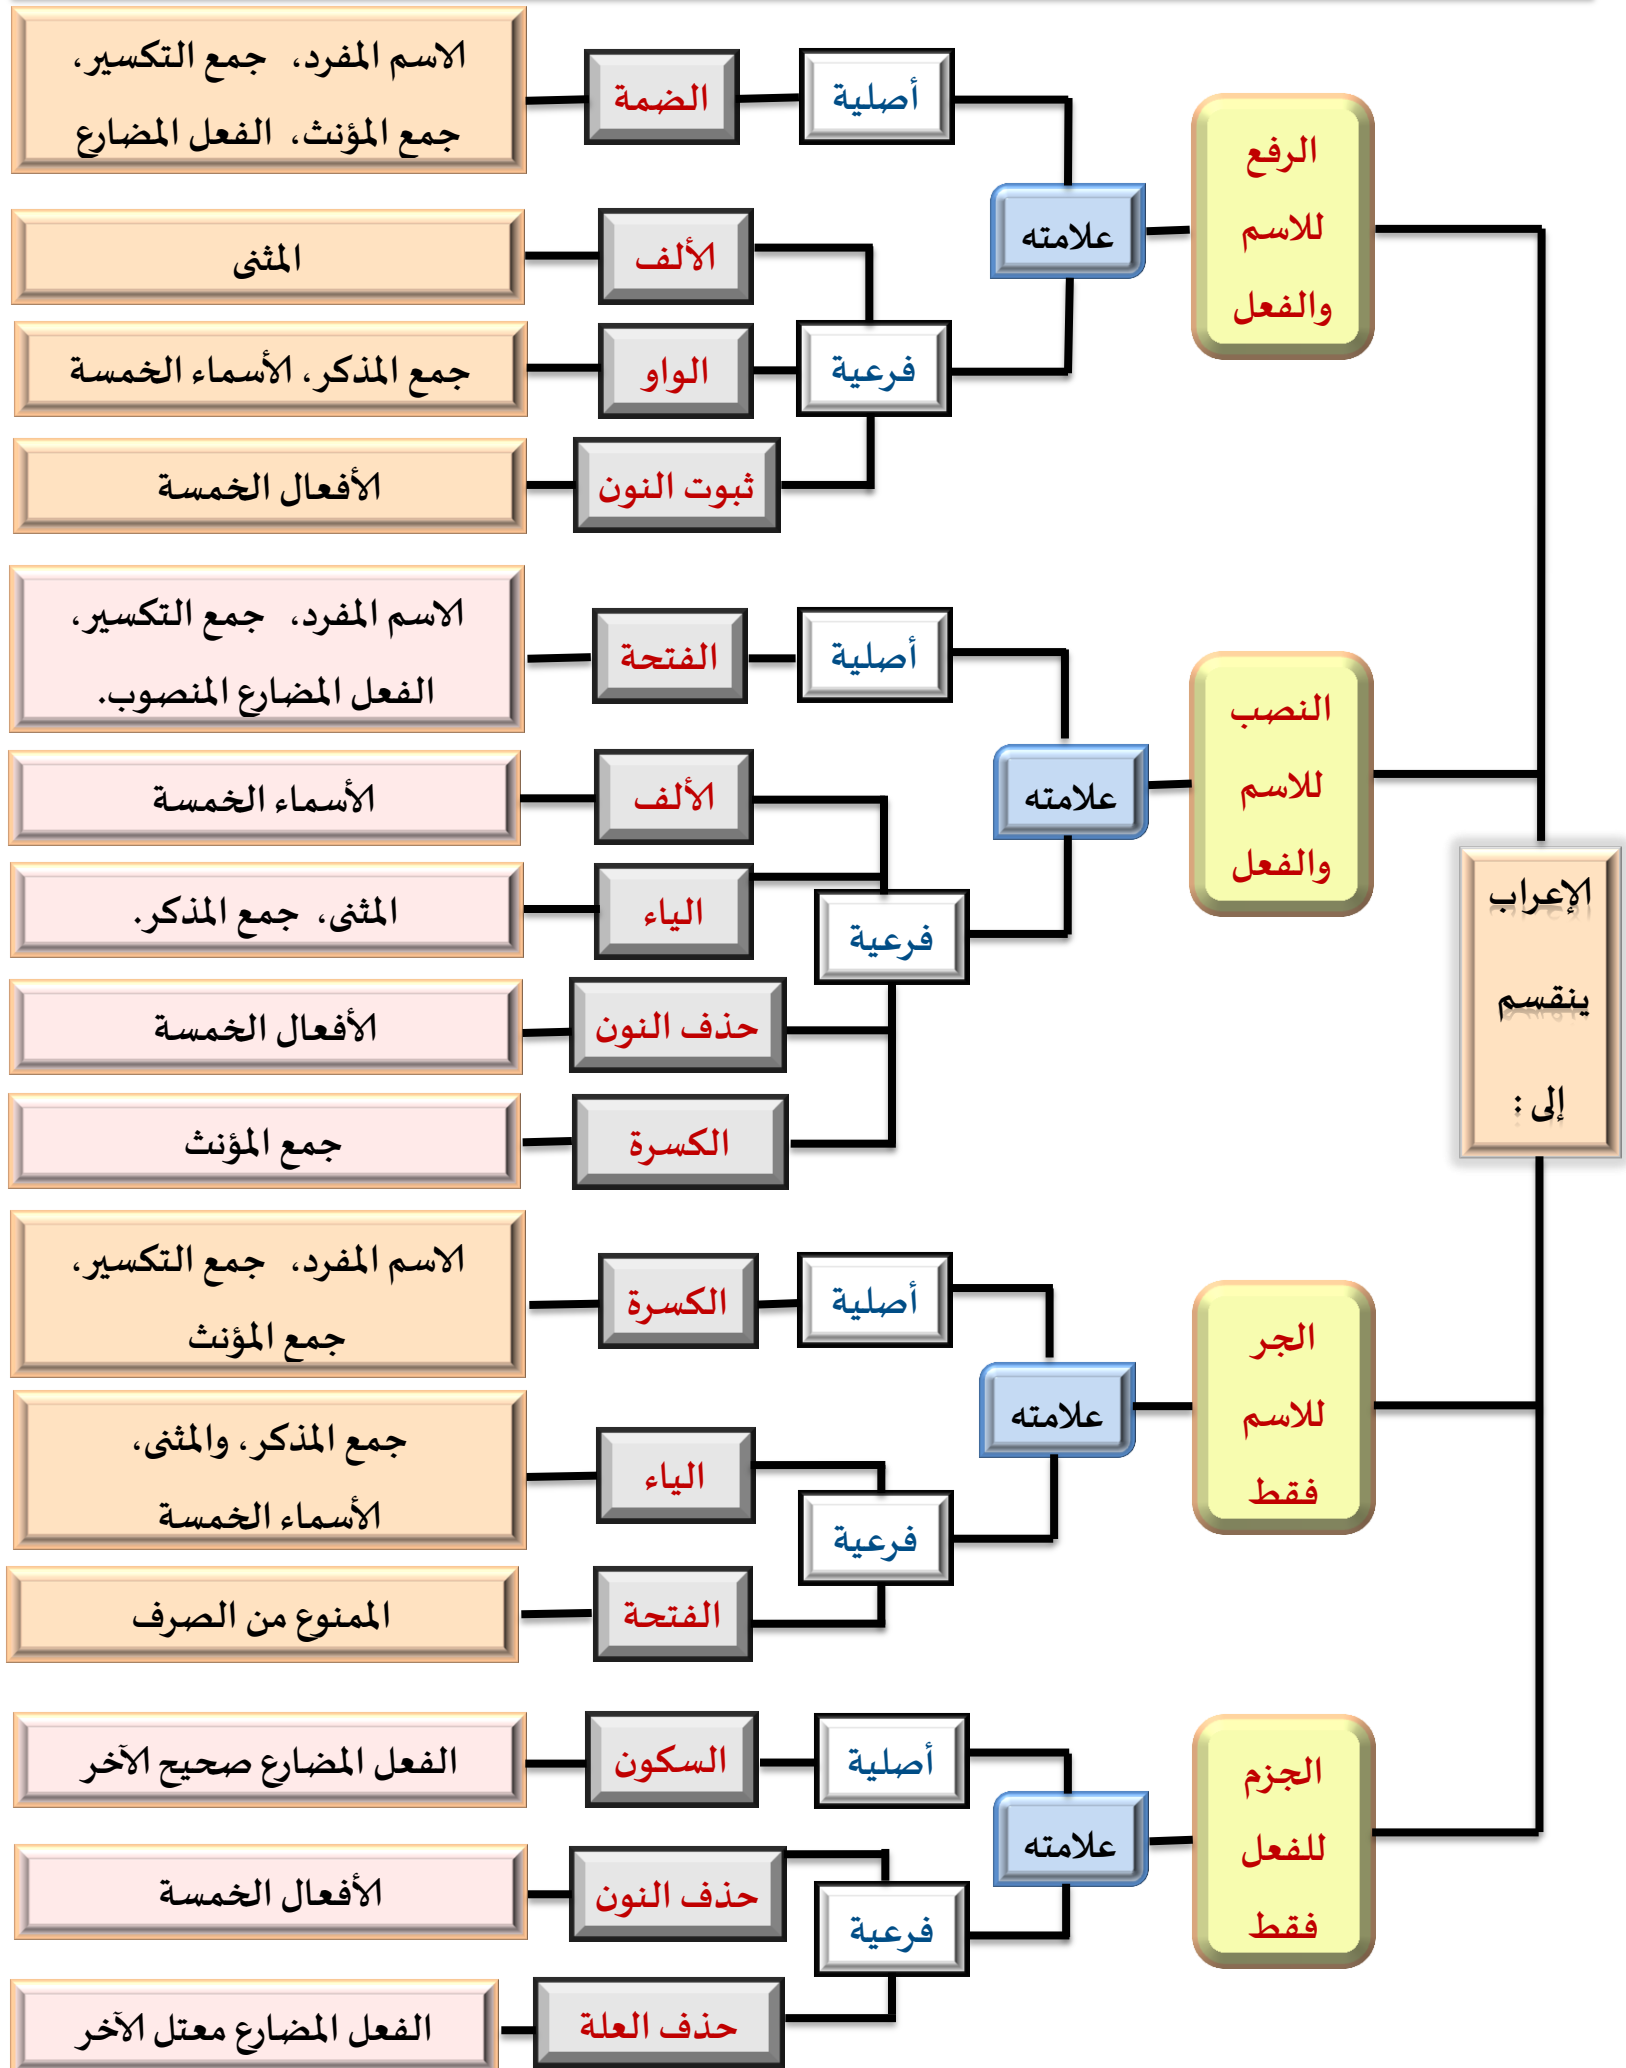 الإعراب
ينقسم
إلى :
الرفع
للاسم
والفعل
علامته
أصلية
الضمة
الاسم المفرد، جمع التكسير،
جمع المؤنث، الفعل المضارع
فرعية
الألف
المثنى
الواو
جمع المذكر، الأسماء الخمسة
ثبوت النون
الأفعال الخمسة
النصب
للاسم
والفعل
علامته
أصلية
الفتحة
الاسم المفرد، جمع التكسير،
الفعل المضارع المنصوب.
فرعية
الألف
الأسماء الخمسة
الياء
المثنى، جمع المذكر.
حذف النون
الأفعال الخمسة
الكسرة
جمع المؤنث
الجر
للاسم
فقط
علامته
أصلية
الكسرة
الاسم المفرد، جمع التكسير،
جمع المؤنث
فرعية
الياء
جمع المذكر، والمثنى،
الأسماء الخمسة
الفتحة
الممنوع من الصرف
الجزم
للفعل
فقط
علامته
أصلية
السكون
الفعل المضارع صحيح الآخر
فرعية
حذف النون
الأفعال الخمسة
حذف العلة
الفعل المضارع معتل الآخر